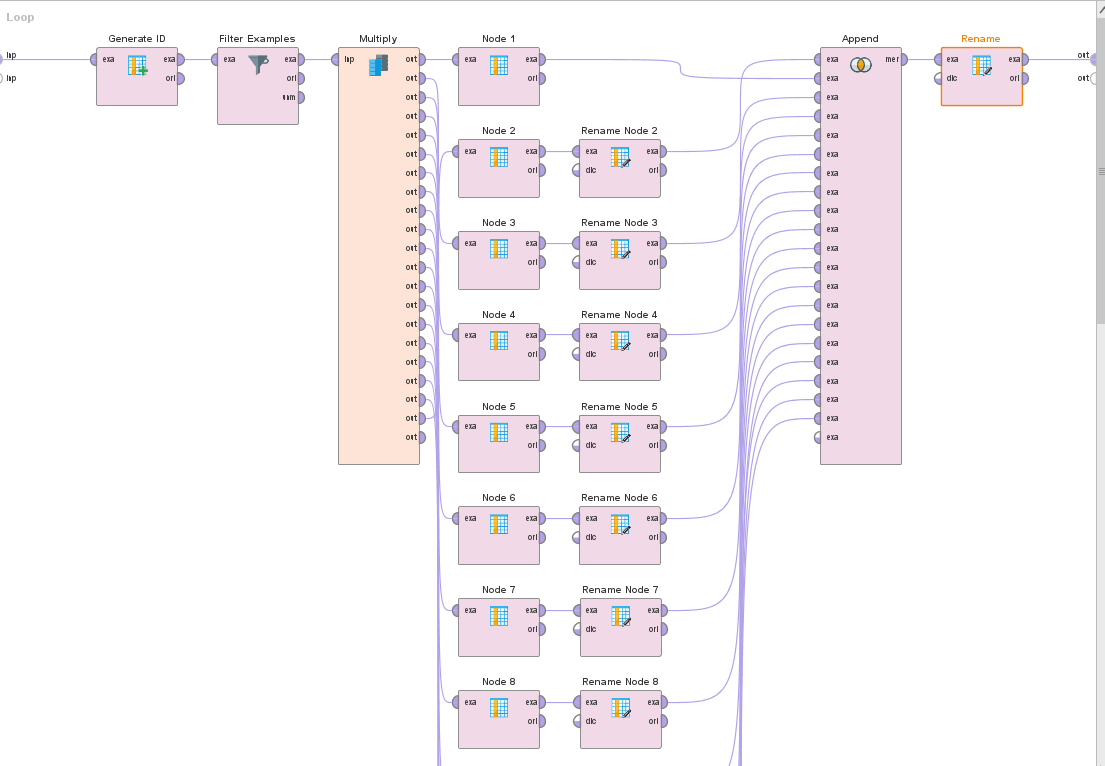 Loop
Generate ID Filter Examples Multiply Node 1 Append Rename
inp exa exa exa exa inp out exa exa exa mer exa exa out
inp ori ori out ori exa dic ori out
unm out exa
out exa
Node 2 Rename Node 2
out exa
out exa exa exa exa exa
out ori dic ori exa
out exa
out exa
Node 3 Rename Node 3
out exa
out exa exa exa exa exa
out ori dic ori exa
out exa
out exa
Node 4 Rename Node 4
out exa
out exa exa exa exa exa
out ori dic ori exa
out exa
out exa
Node 5 Rename Node 5
out exa exa exa exa exa
out ori dic ori exa
Node 6 Rename Node 6
exa exa exa exa
ori dic ori
Node 7 Rename Node 7
exa exa exa exa
ori dic ori
Node 8 Rename Node 8
exa exa exa exa
ori dic ori